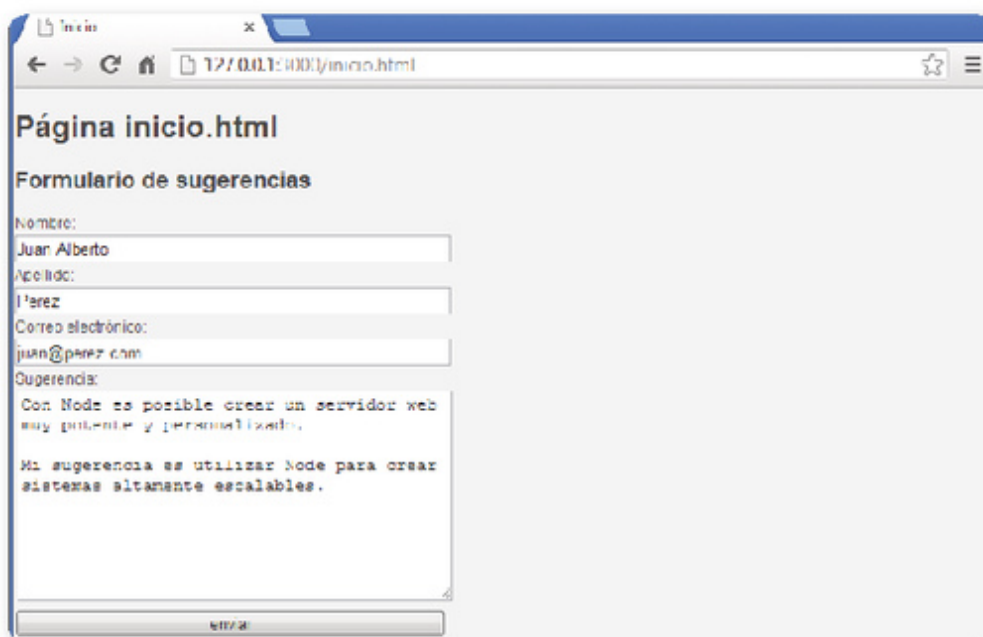 Inicio
127.0.0.1:3000/inicio.html
Página inicio.html
Formulario de sugerencias
Nombre:
Juan Alberto
Apellido:
Perez
Correo electrónico:
juan@perez.com
Sugerencia:
Con Node es posible crear un servidor web
muy potente y personalizado.
Mi sugerencia es utilizar Node para crear
sistemas altamente escalables.
enviar